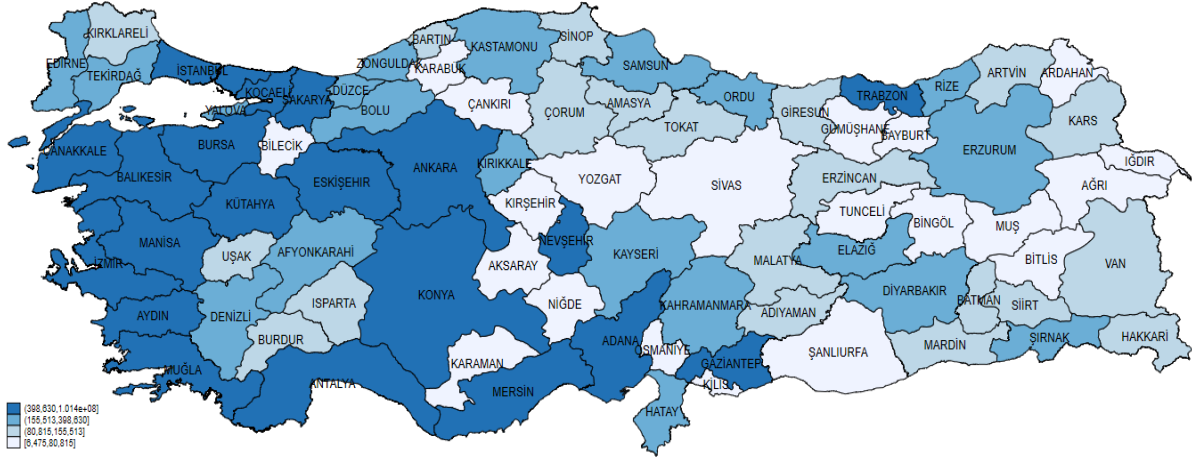 KIRKLARELİ
EDİRNE
TEKİRDAĞ
İSTANBUL
KOCAELİ
SAKARYA
YALOVA
DÜZCE
BOLU
ZONGULDA
BARTIN
KARABÜK
KASTAMONU
SİNOP
SAMSUN
ÇANKIRI
ÇORUM
AMASYA
TOKAT
ORDU
GİRESUN
TRABZON
GÜMÜŞHANE
BAYBURT
RİZE
ARTVİN
ARDAHAN
KARS
ERZURUM
IĞDIR
AĞRI
ÇANAKKALE
BALIKESİR
BURSA
BİLECİK
KÜTAHYA
ESKİŞEHİR
ANKARA
KIRIKKALE
KIRŞEHİR
YOZGAT
SİVAS
ERZİNCAN
TUNCELİ
BİNGÖL
MUŞ
BİTLİS
VAN
MANİSA
İZMİR
UŞAK
AFYONKARAHİ
AKSARAY
NEVŞEHİR
KAYSERİ
MALATYA
ELAZIĞ
DİYARBAKIR
BATMAN
SİİRT
AYDIN
DENİZLİ
ISPARTA
BURDUR
KONYA
NİĞDE
ADANA
KAHRAMANMARA
ADIYAMAN
ŞANLIURFA
MARDİN
ŞIRNAK
HAKKARİ
MUĞLA
ANTALYA
KARAMAN
MERSİN
OSMANİYE
GAZİANTEP
KİLİS
HATAY
(398,630,1.014e+08]
(155,513,398,630]
(80,815,155,513]
[6,475,80,815]